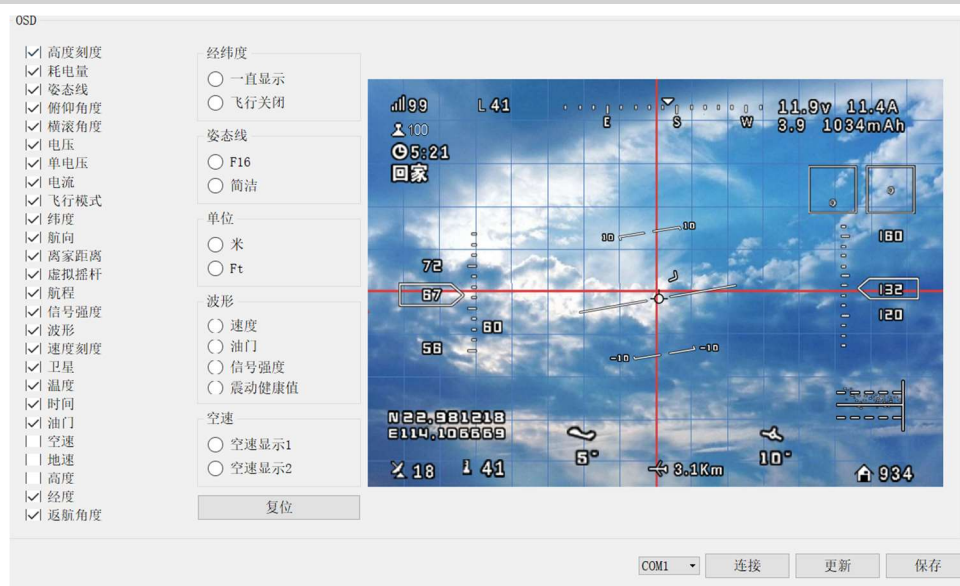 OSD
高度刻度
耗电量
姿态线
俯仰角度
横滚角度
电压
单电压
电流
飞行模式
纬度
航向
离家距离
虚拟摇杆
航程
信号强度
波形
速度刻度
卫星
温度
时间
油门
空速
地速
高度
经度
返航角度
经纬度
一直显示
飞行关闭
姿态线
F16
简洁
单位
米
Ft
波形
速度
油门
信号强度
震动健康值
空速
空速显示1
空速显示2
复位
99 L 41 E S W 11.9v 11.4A
100 3.9 1034mAh
5:21
回家
10 10 160
72
67 132
60 120
56 -10 -10
N22.981218
E114.106669
5° 10°
18 41 3.1Km 934
COM1 连接 更新 保存